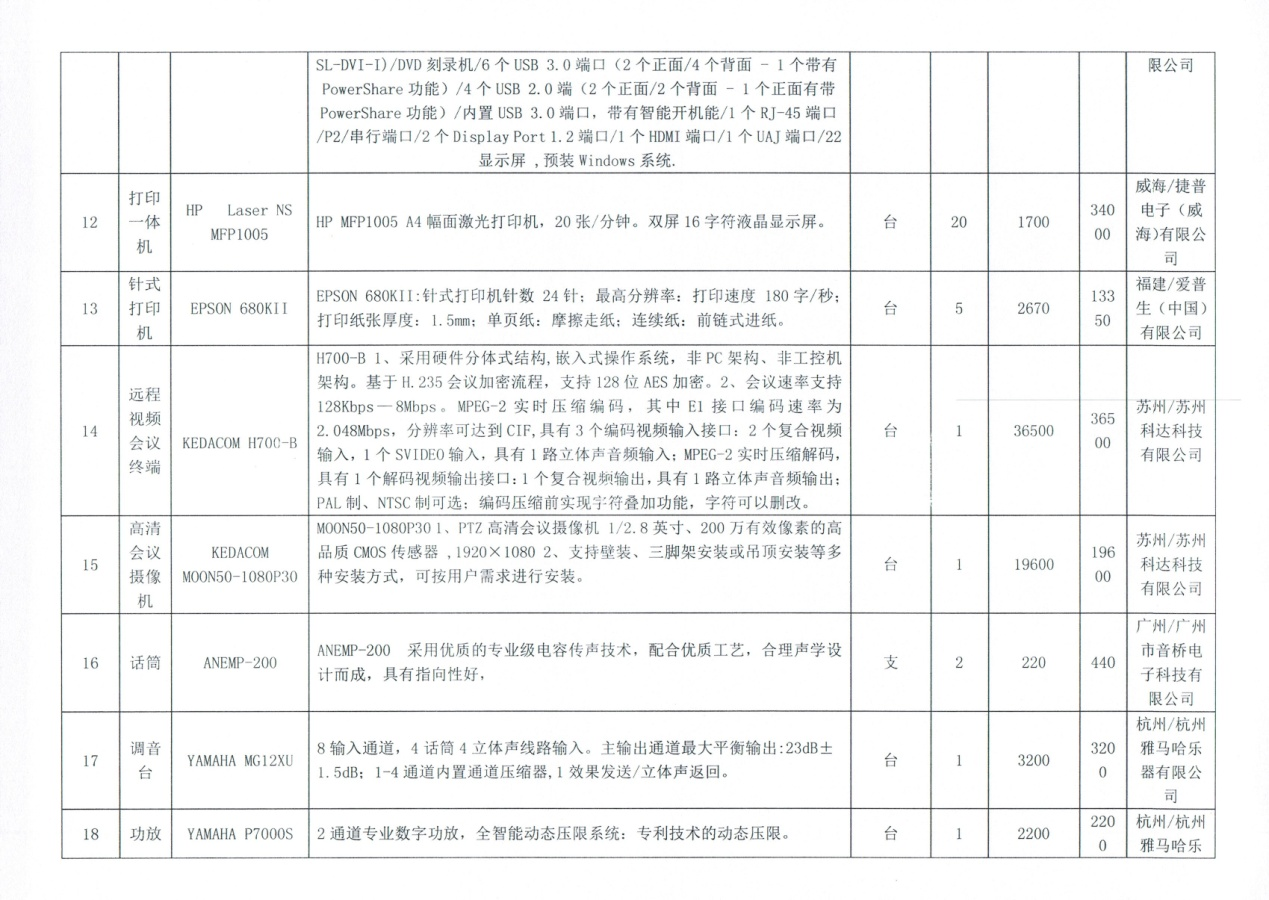 SL-DVI-I)/DVD 刻录机/6 个 USB 3.0 端口（2 个正面/4 个背面 - 1 个带有
PowerShare 功能）/4 个 USB 2.0 端（2 个正面/2 个背面 - 1 个正面有带
PowerShare 功能）/内置 USB 3.0 端口，带有智能开机能/1 个 RJ-45 端口
/P2/串行端口/2 个 Display Port 1.2 端口/1 个 HDMI 端口/1 个 UAJ 端口/22
显示屏 ,预装 Windows 系统.
限公司
12
打印
一体
机
HP Laser NS
MFP1005
HP MFP1005 A4 幅面激光打印机，20 张/分钟。双屏 16 字符液晶显示屏。
台
20
1700
340
00
威海/捷普
电子（威
海)有限公
司
13
针式
打印
机
EPSON 680KII
EPSON 680KII:针式打印机针数 24 针；最高分辨率：打印速度 180 字/秒；
打印纸张厚度：1.5mm；单页纸：摩擦走纸；连续纸：前链式进纸。
台
5
2670
133
50
福建/爱普
生（中国）
有限公司
14
远程
视频
会议
终端
KEDACOM H700-B
H700-B 1、采用硬件分体式结构,嵌入式操作系统，非 PC 架构、非工控机
架构。基于 H.235 会议加密流程，支持 128 位 AES 加密。2、会议速率支持
128Kbps—8Mbps。MPEG-2 实时压缩编码，其中 E1 接口编码速率为
2.048Mbps，分辨率可达到 CIF,具有 3 个编码视频输入接口：2 个复合视频
输入，1 个 SVIDEO 输入，具有 1 路立体声音频输入；MPEG-2 实时压缩解码，
具有 1 个解码视频输出接口：1 个复合视频输出,具有 1 路立体声音频输出；
PAL 制、NTSC 制可选；编码压缩前实现字符叠加功能，字符可以删改。
台
1
36500
365
00
苏州/苏州
科达科技
有限公司
15
高清
会议
摄像
机
KEDACOM
MOON50-1080P30
MOON50-1080P30 1、PTZ 高清会议摄像机 1/2.8 英寸、200 万有效像素的高
品质 CMOS 传感器 ,1920×1080 2、支持壁装、三脚架安装或吊顶安装等多
种安装方式，可按用户需求进行安装。
台
1
19600
196
00
苏州/苏州
科达科技
有限公司
16
话筒
ANEMP-200
ANEMP-200 采用优质的专业级电容传声技术，配合优质工艺，合理声学设
计而成，具有指向性好，
支
2
220
440
广州/广州
市音桥电
子科技有
限公司
17
调音
台
YAMAHA MG12XU
8 输入通道，4 话筒 4 立体声线路输入。主输出通道最大平衡输出:23dB±
1.5dB；1-4 通道内置通道压缩器,1 效果发送/立体声返回。
台
1
3200
320
0
杭州/杭州
雅马哈乐
器有限公
司
18
功放
YAMAHA P7000S
2 通道专业数字功放，全智能动态压限系统：专利技术的动态压限。
台
1
2200
220
0
杭州/杭州
雅马哈乐